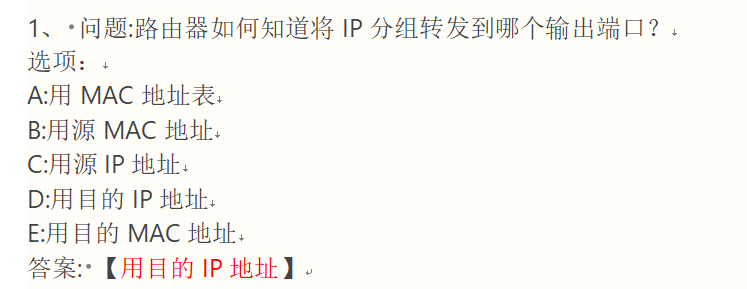 1、·问题:路由器如何知道将 IP 分组转发到哪个输出端口？↓
选项：↓
A:用 MAC 地址表↓
B:用源 MAC 地址↓
C:用源 IP 地址↓
D:用目的 IP 地址↓
E:用目的 MAC 地址↓
答案:·【用目的 IP 地址】↵